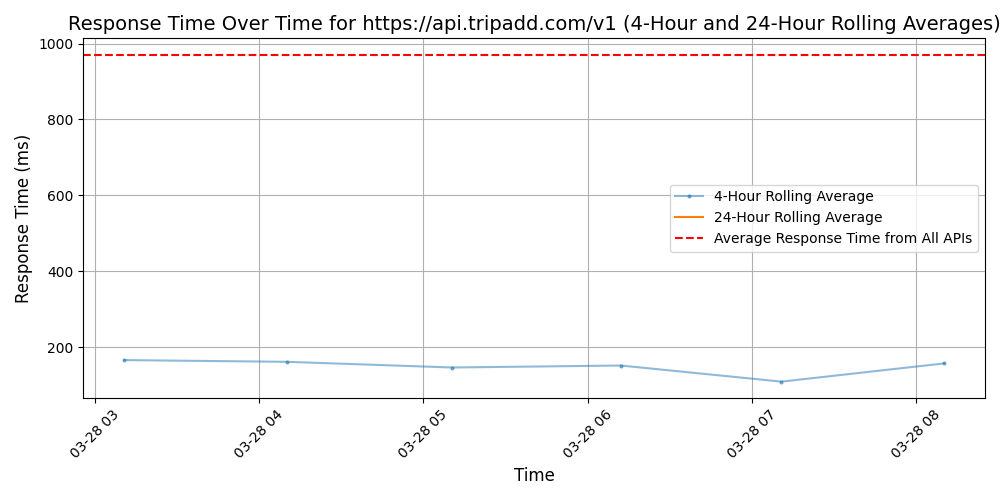 Response Time Over Time for https://api.tripadd.com/v1 (4-Hour and 24-Hour Rolling Averages)
Response Time (ms)
1000
800
600
400
200
4-Hour Rolling Average
24-Hour Rolling Average
Average Response Time from All APIs
03-28 03
03-28 04
03-28 05
03-28 06
03-28 07
03-28 08
Time